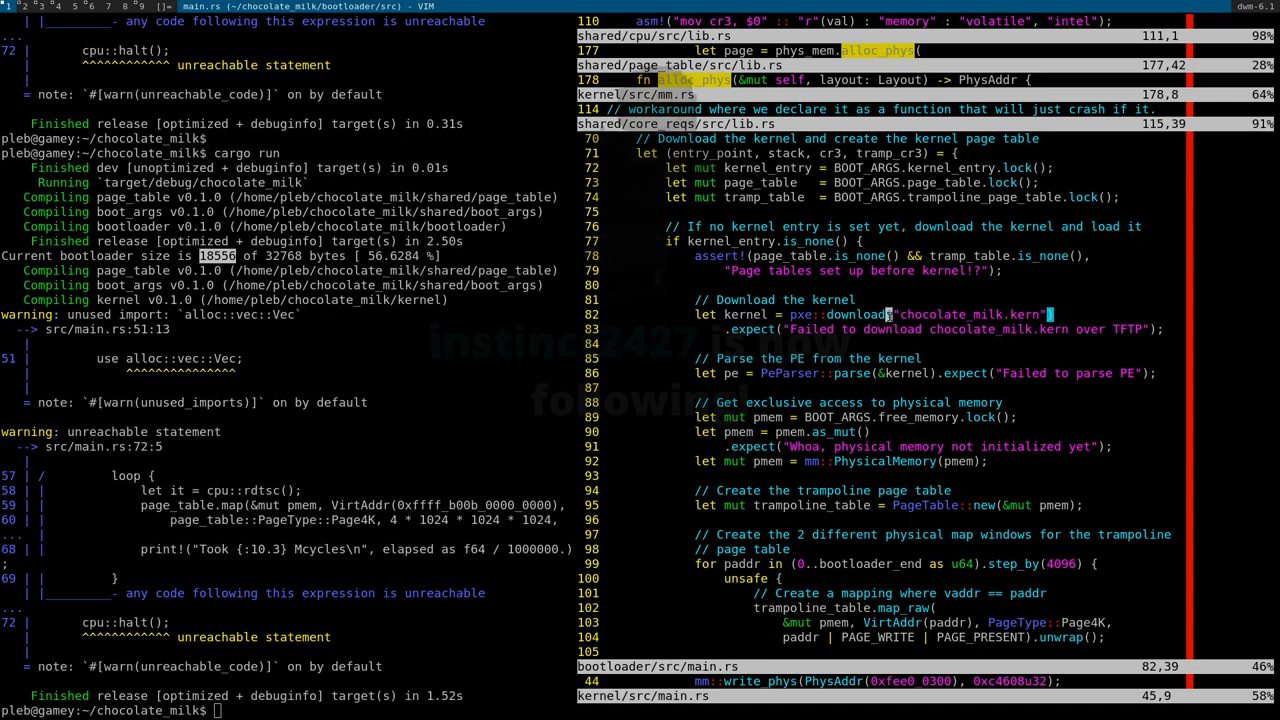 1 2 3 4 5 6 7 8 9 []= main.rs (~/chocolate_milk/bootloader/src) - VIM dwm-6.1
| |________- any code following this expression is unreachable
...
72 | cpu::halt();
| ^^^^^^^^^^^^ unreachable statement
|
= note: `#[warn(unreachable_code)]` on by default
Finished release [optimized + debuginfo] target(s) in 0.31s
pleb@gamey:~/chocolate_milk$
pleb@gamey:~/chocolate_milk$ cargo run
Finished dev [unoptimized + debuginfo] target(s) in 0.01s
Running `target/debug/chocolate_milk`
Compiling page_table v0.1.0 (/home/pleb/chocolate_milk/shared/page_table)
Compiling boot_args v0.1.0 (/home/pleb/chocolate_milk/shared/boot_args)
Compiling bootloader v0.1.0 (/home/pleb/chocolate_milk/bootloader)
Finished release [optimized + debuginfo] target(s) in 2.50s
Current bootloader size is 18556 of 32768 bytes [ 56.6284 %]
Compiling page_table v0.1.0 (/home/pleb/chocolate_milk/shared/page_table)
Compiling boot_args v0.1.0 (/home/pleb/chocolate_milk/shared/boot_args)
Compiling kernel v0.1.0 (/home/pleb/chocolate_milk/kernel)
warning: unused import: `alloc::vec::Vec`
--> src/main.rs:51:13
|
51 | use alloc::vec::Vec;
| ^^^^^^^^^^^^^^^
|
= note: `#[warn(unused_imports)]` on by default
warning: unreachable statement
--> src/main.rs:72:5
|
57 | / loop {
58 | | let it = cpu::rdtsc();
59 | | page_table.map(&mut pmem, VirtAddr(0xffff_b00b_0000_0000),
60 | | page_table::PageType::Page4K, 4 * 1024 * 1024 * 1024,
... |
68 | | print!("Took {:10.3} Mcycles\n", elapsed as f64 / 1000000.)
;
69 | | }
| |________- any code following this expression is unreachable
...
72 | cpu::halt();
| ^^^^^^^^^^^^ unreachable statement
|
= note: `#[warn(unreachable_code)]` on by default
Finished release [optimized + debuginfo] target(s) in 1.52s
pleb@gamey:~/chocolate_milk$
110 asm!("mov cr3, $0" :: "r"(val) : "memory" : "volatile", "intel");
shared/cpu/src/lib.rs 111,1 98%
177 let page = phys_mem.alloc_phys(
shared/page_table/src/lib.rs 177,42 28%
178 fn alloc_phys(&mut self, layout: Layout) -> PhysAddr {
kernel/src/mm.rs 178,8 64%
114 // workaround where we declare it as a function that will just crash if it.
shared/core_reqs/src/lib.rs 115,39 91%
70 // Download the kernel and create the kernel page table
71 let (entry_point, stack, cr3, tramp_cr3) = {
72 let mut kernel_entry = BOOT_ARGS.kernel_entry.lock();
73 let mut page_table = BOOT_ARGS.page_table.lock();
74 let mut tramp_table = BOOT_ARGS.trampoline_page_table.lock();
75
76 // If no kernel entry is set yet, download the kernel and load it
77 if kernel_entry.is_none() {
78 assert!(page_table.is_none() && tramp_table.is_none(),
79 "Page tables set up before kernel!?");
80
81 // Download the kernel
82 let kernel = pxe::download("chocolate_milk.kern")
83 .expect("Failed to download chocolate_milk.kern over TFTP");
84
85 // Parse the PE from the kernel
86 let pe = PeParser::parse(&kernel).expect("Failed to parse PE");
87
88 // Get exclusive access to physical memory
89 let mut pmem = BOOT_ARGS.free_memory.lock();
90 let pmem = pmem.as_mut()
91 .expect("Whoa, physical memory not initialized yet");
92 let mut pmem = mm::PhysicalMemory(pmem);
93
94 // Create the trampoline page table
95 let mut trampoline_table = PageTable::new(&mut pmem);
96
97 // Create the 2 different physical map windows for the trampoline
98 // page table
99 for paddr in (0..bootloader_end as u64).step_by(4096) {
100 unsafe {
101 // Create a mapping where vaddr == paddr
102 trampoline_table.map_raw(
103 &mut pmem, VirtAddr(paddr), PageType::Page4K,
104 paddr | PAGE_WRITE | PAGE_PRESENT).unwrap();
105
bootloader/src/main.rs 82,39 46%
44 mm::write_phys(PhysAddr(0xfee0_0300), 0xc4608u32);
kernel/src/main.rs 45,9 58%